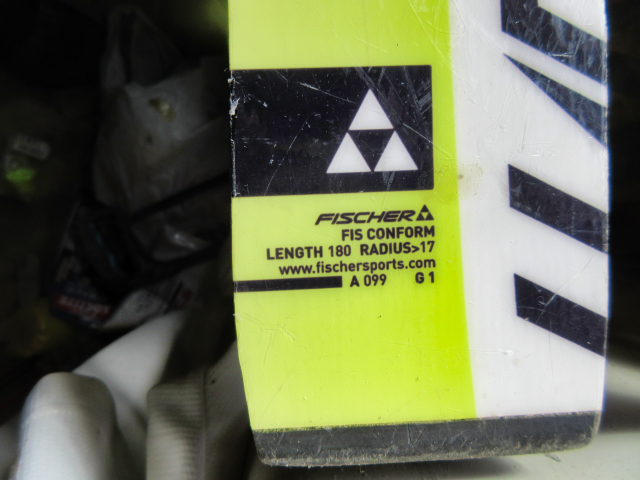 FISCHER
FIS CONFORM
LENGTH 180 RADIUS>17
www.fischersports.com
A 099 G 1